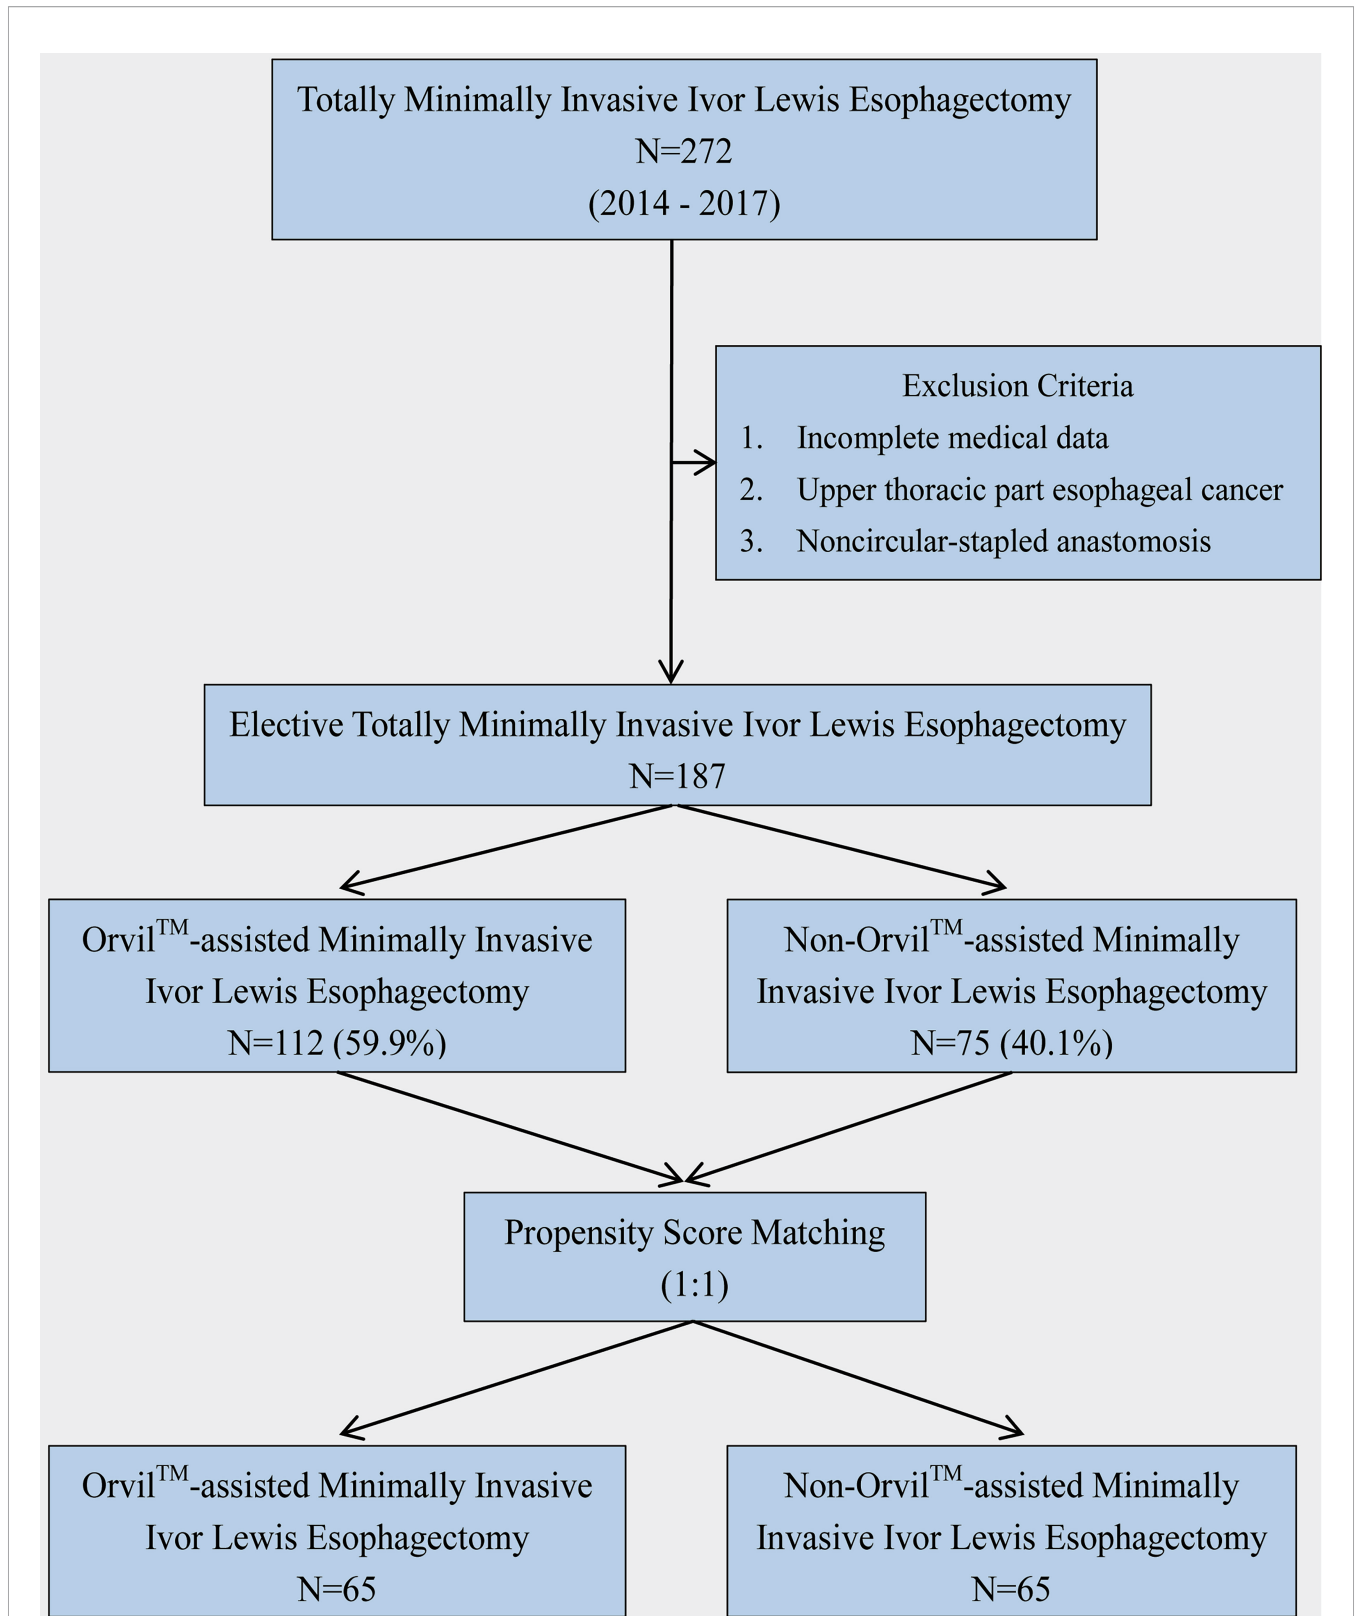 Totally Minimally Invasive Ivor Lewis Esophagectomy
N=272
(2014 - 2017)
Exclusion Criteria
1. Incomplete medical data
2. Upper thoracic part esophageal cancer
3. Noncircular-stapled anastomosis
Elective Totally Minimally Invasive Ivor Lewis Esophagectomy
N=187
Orvil™-assisted Minimally Invasive
Ivor Lewis Esophagectomy
N=112 (59.9%)
Non-Orvil™-assisted Minimally
Invasive Ivor Lewis Esophagectomy
N=75 (40.1%)
Propensity Score Matching
(1:1)
Orvil™-assisted Minimally Invasive
Ivor Lewis Esophagectomy
N=65
Non-Orvil™-assisted Minimally
Invasive Ivor Lewis Esophagectomy
N=65